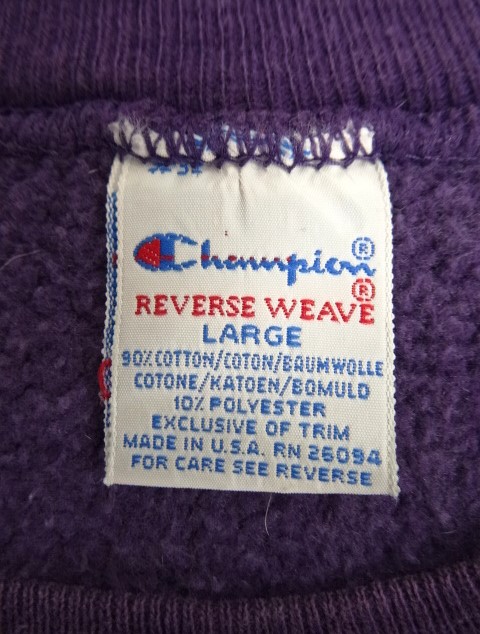 Champion®
REVERSE WEAVE®
LARGE
90% COTTON/COTON/BAUMWOLLE
COTONE/KATOEN/BOMULD
10% POLYESTER
EXCLUSIVE OF TRIM
MADE IN U.S.A. RN 26094
FOR CARE SEE REVERSE